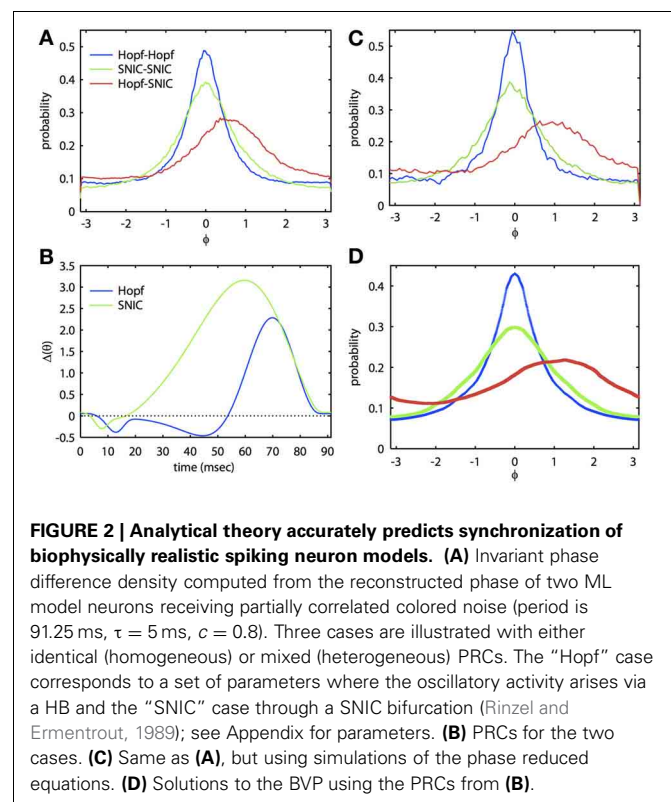 A
0.5
0.4
0.3
0.2
0.1
0
probability
Hopf-Hopf
SNIC-SNIC
Hopf-SNIC
-3 -2 -1 0 1 2 3
ϕ
C
0.5
0.4
0.3
0.2
0.1
0
probability
-3 -2 -1 0 1 2 3
ϕ
B
3.5
3.0
2.5
2.0
1.5
1.0
0.5
0
-0.5
Δ(θ)
Hopf
SNIC
0 10 20 30 40 50 60 70 80 90
time (msec)
D
0.4
0.3
0.2
0.1
0
probability
-3 -2 -1 0 1 2 3
ϕ
FIGURE 2 | Analytical theory accurately predicts synchronization of
biophysically realistic spiking neuron models. (A) Invariant phase
difference density computed from the reconstructed phase of two ML
model neurons receiving partially correlated colored noise (period is
91.25 ms, τ = 5 ms, c = 0.8). Three cases are illustrated with either
identical (homogeneous) or mixed (heterogeneous) PRCs. The “Hopf” case
corresponds to a set of parameters where the oscillatory activity arises via
a HB and the “SNIC” case through a SNIC bifurcation (Rinzel and
Ermentrout, 1989); see Appendix for parameters. (B) PRCs for the two
cases. (C) Same as (A), but using simulations of the phase reduced
equations. (D) Solutions to the BVP using the PRCs from (B).